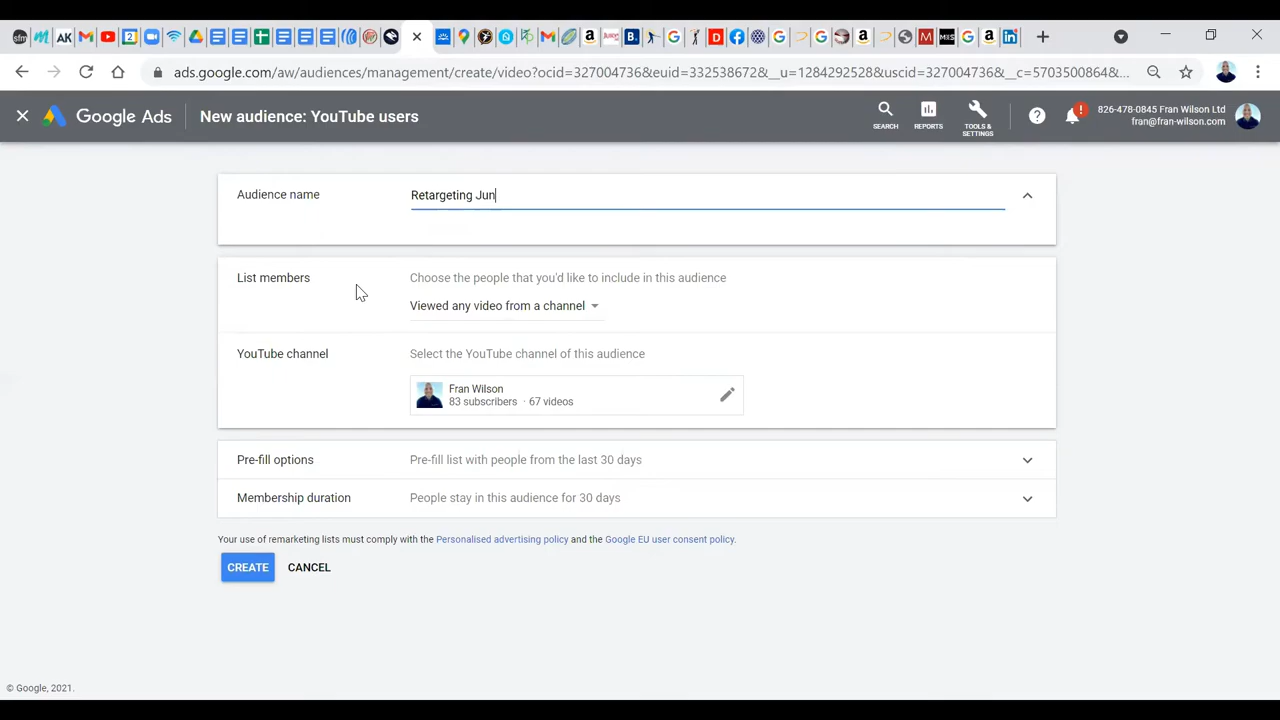 ads.google.com/aw/audiences/management/create/video?ocid=327004736&euid=332538672&__u=1284292528&uscid=327004736&__c=5703500864&...
Google Ads
New audience: YouTube users
SEARCH
REPORTS
TOOLS &
SETTINGS
826-478-0845 Fran Wilson Ltd
fran@fran-wilson.com
Audience name
Retargeting Jun
List members
Choose the people that you'd like to include in this audience
Viewed any video from a channel
YouTube channel
Select the YouTube channel of this audience
Fran Wilson
83 subscribers · 67 videos
Pre-fill options
Pre-fill list with people from the last 30 days
Membership duration
People stay in this audience for 30 days
Your use of remarketing lists must comply with the Personalised advertising policy and the Google EU user consent policy.
CREATE
CANCEL
© Google, 2021.